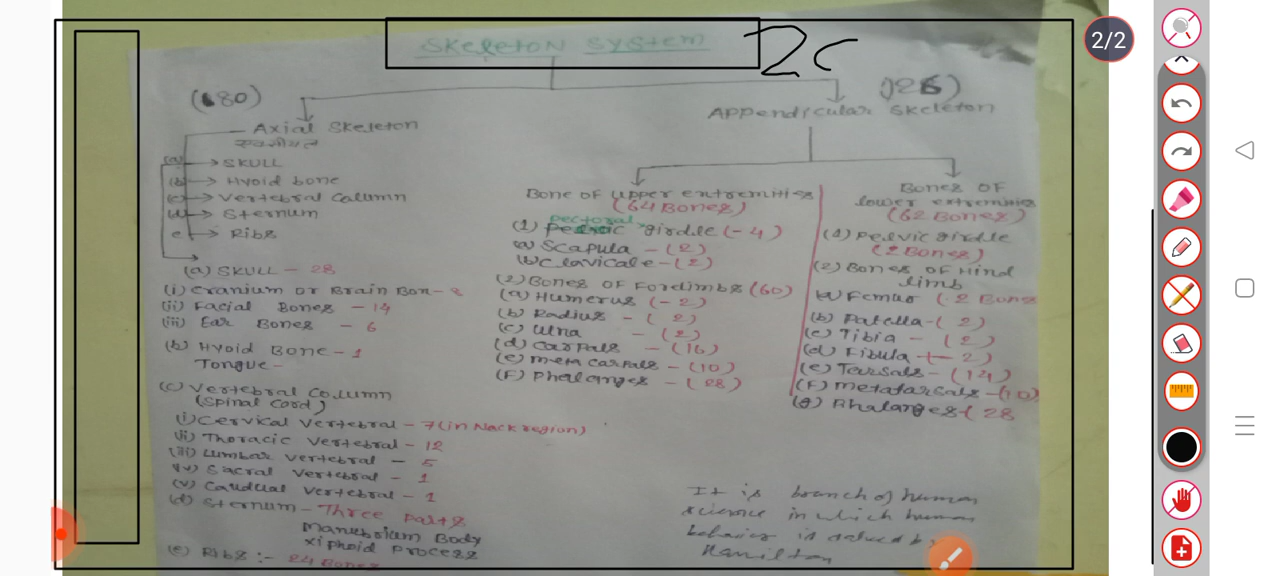 SKeleton SyStem
2/2
(80)
(126)
Axial Skeleton
APPendicular Skeleton
(a) → SKULL
(b) → Hyoid bone
(c) → Vertebral Column
(d) → Sternum
e → Ribs
Bone of upper extremities
(64 Bones)
pectoral
(1) girdle (- 4)
(a) Scapula - (2)
(b) Clavicale - (2)
(2) Bones of Fordimbs (60)
(a) Humerus (- 2)
(b) Radius - (2)
(c) Ulna - (2)
(d) Carpals - (16)
(e) meta carpals - (10)
(F) Phalanges - (28)
Bones OF
lower extremities
(62 Bones)
(1) Pelvic girdle
(2 Bones)
(2) Bones OF Hind
limb
(a) Femur (2 Bons
(b) Patella - (2)
(c) Tibia - (2)
(d) Fibula - 2)
(e) Tarsals - (14)
(F) metatarsals - (10)
(g) Phalanges - ( 28
(a) SKULL - 28
(i) Cranium or Brain Bon - 8
(ii) Facial Bones - 14
(iii) Ear Bones - 6
(b) Hyoid Bone - 1
Tongue -
(c) Vertebral Column
(Spinal Cord)
(i) Cervical Vertebral - 7 (in Neck region)
(ii) Thoracic Vertebral - 12
(iii) Lumbar Vertebral - 5
(iv) Sacral Vertebral - 1
(v) Caudual Vertebral - 1
(d) Sternum - Three Parts
Manubrium Body
Xiphoid Process
(e) Ribs :- 24 Bones
It is branch of human
science in which human
behavior is
Hamilton